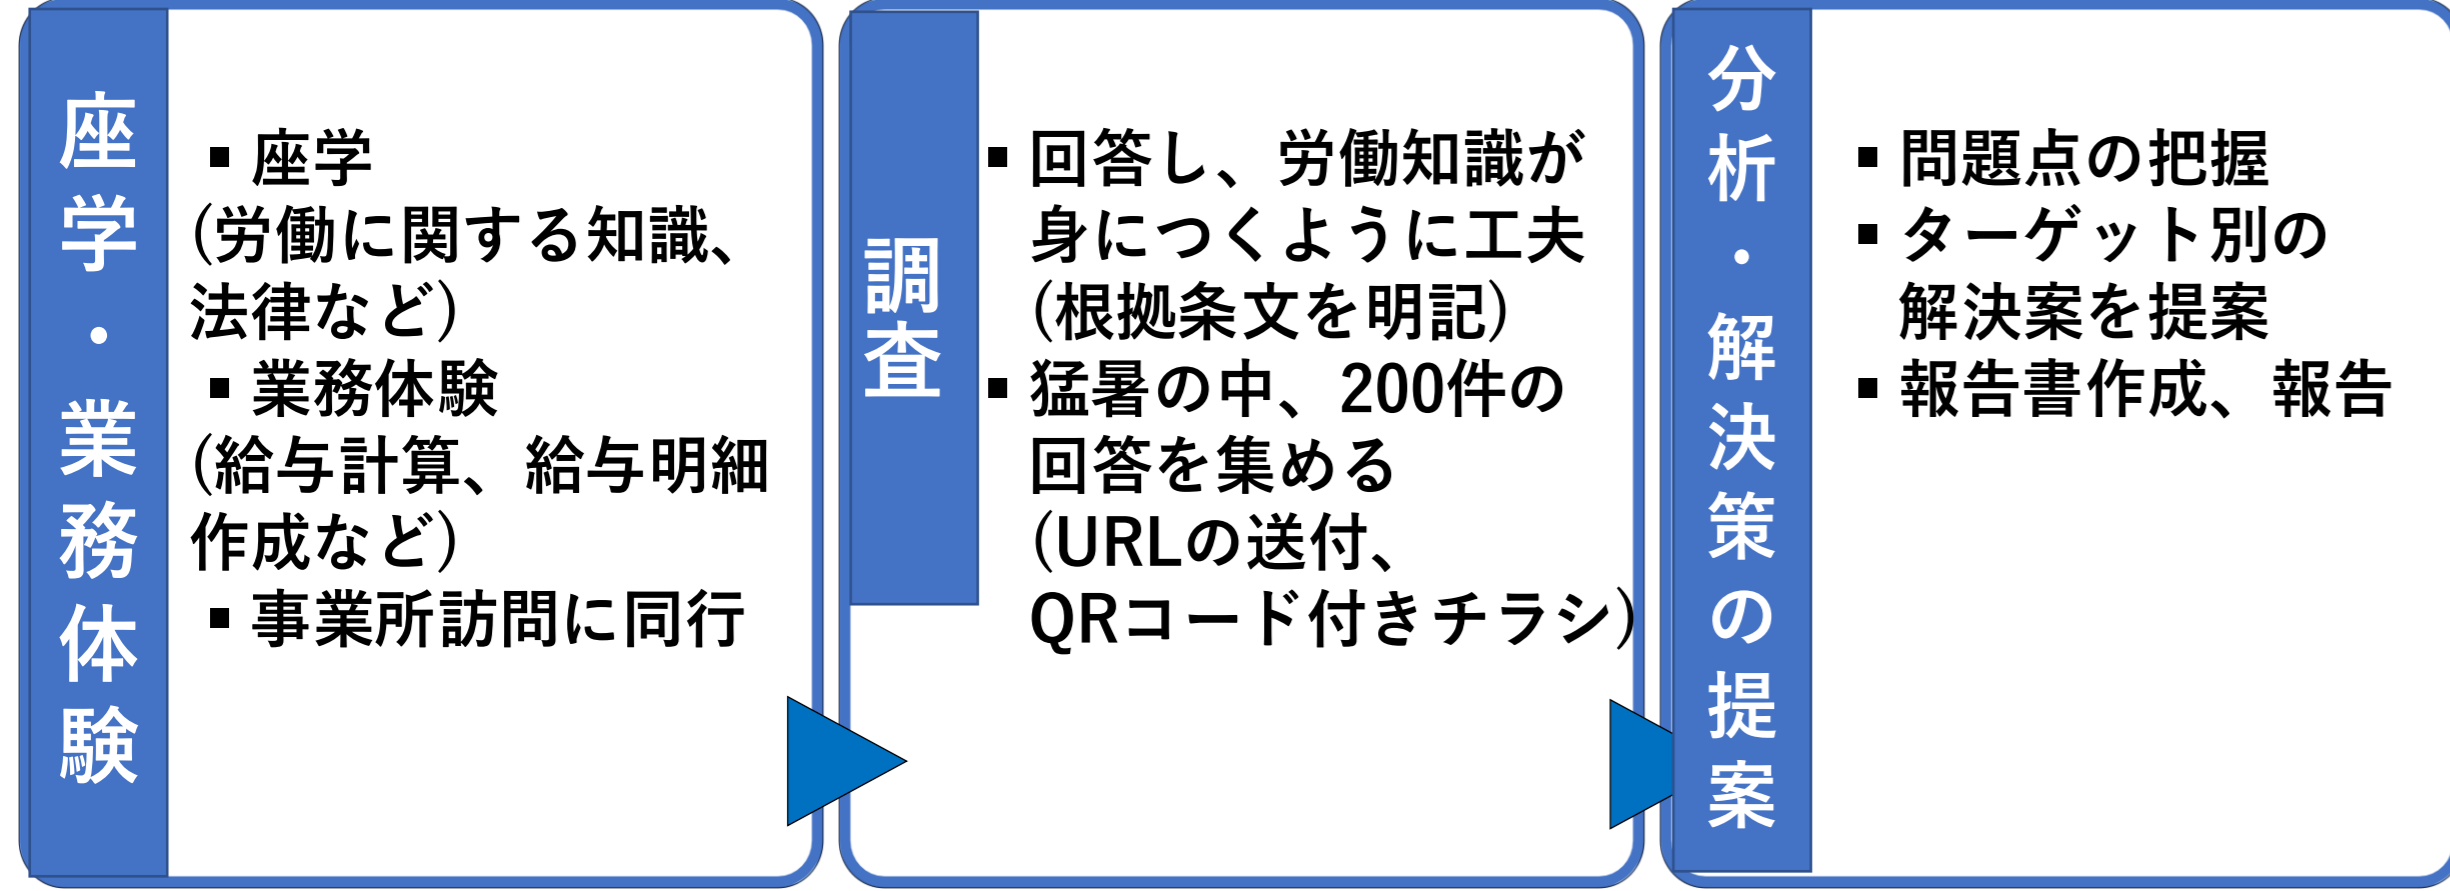 座学・業務体験
▪座学
(労働に関する知識、
法律など)
▪業務体験
(給与計算、給与明細
作成など)
▪事業所訪問に同行
調査
▪回答し、労働知識が
身につくように工夫
(根拠条文を明記)
▪猛暑の中、200件の
回答を集める
(URLの送付、
QRコード付きチラシ)
分析・解決策の提案
▪問題点の把握
▪ターゲット別の
解決案を提案
▪報告書作成、報告